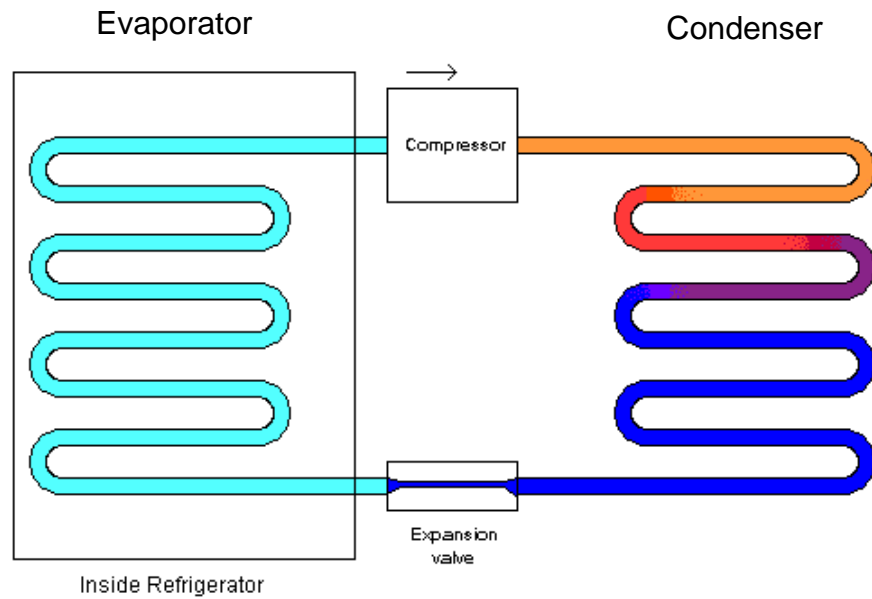 Evaporator
Condenser
Compressor
Expansion
valve
Inside Refrigerator